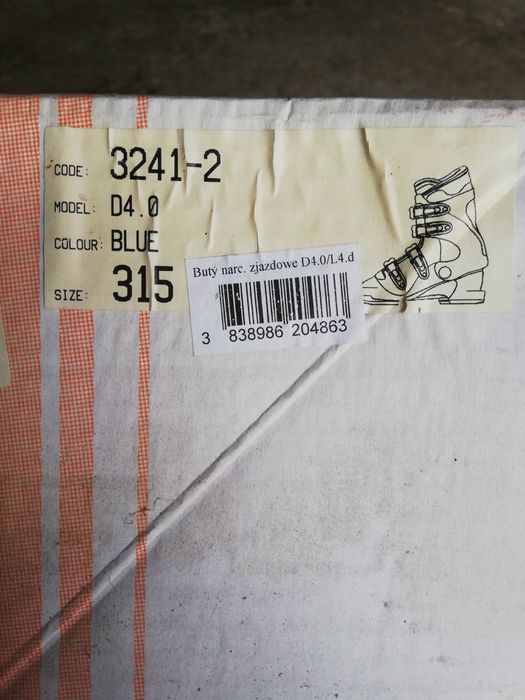 CODE: 3241-2
MODEL: D4.0
COLOUR: BLUE
SIZE: 315
Buty narc. zjazdowe D4.0/L4.d
3 838986 204863